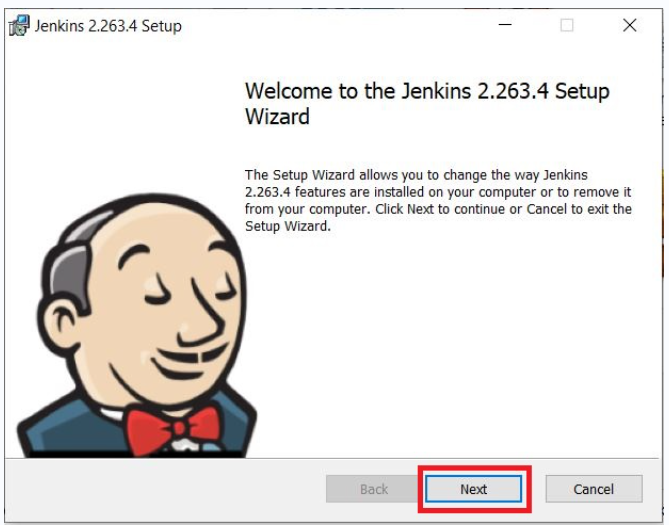 Jenkins 2.263.4 Setup
Welcome to the Jenkins 2.263.4 Setup
Wizard
The Setup Wizard allows you to change the way Jenkins
2.263.4 features are installed on your computer or to remove it
from your computer. Click Next to continue or Cancel to exit the
Setup Wizard.
Back Next Cancel